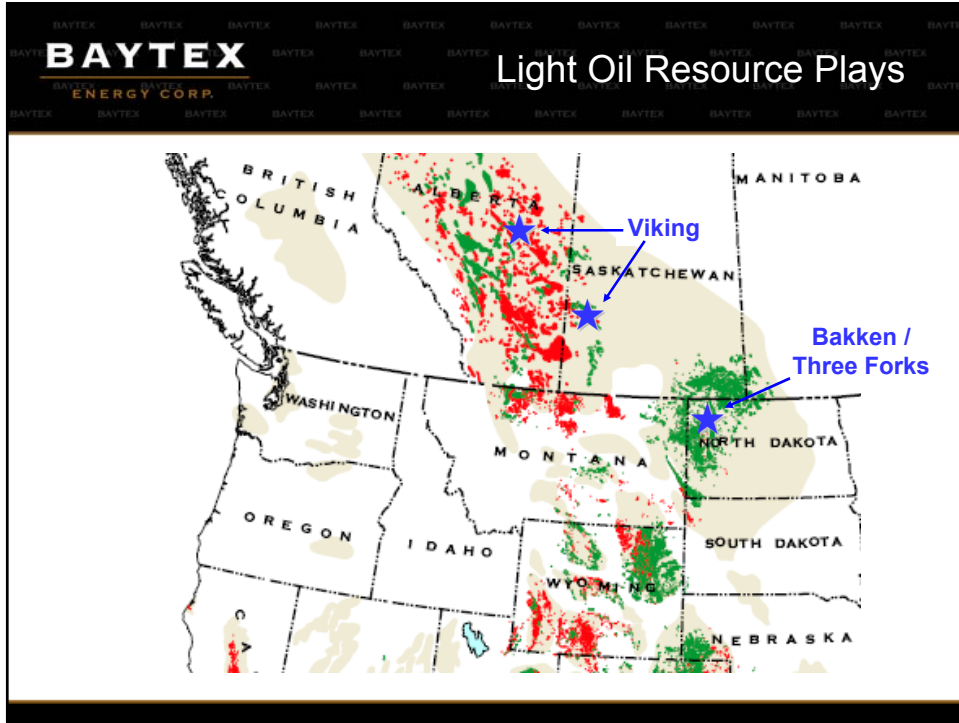 BAYTEX
ENERGY CORP.
Light Oil Resource Plays
BRITISH
COLUMBIA
ALBERTA
MANITOBA
Viking
SASKATCHEWAN
Bakken /
Three Forks
WASHINGTON
MONTANA
NORTH DAKOTA
OREGON
IDAHO
SOUTH DAKOTA
WYOMING
CA
NEBRASKA